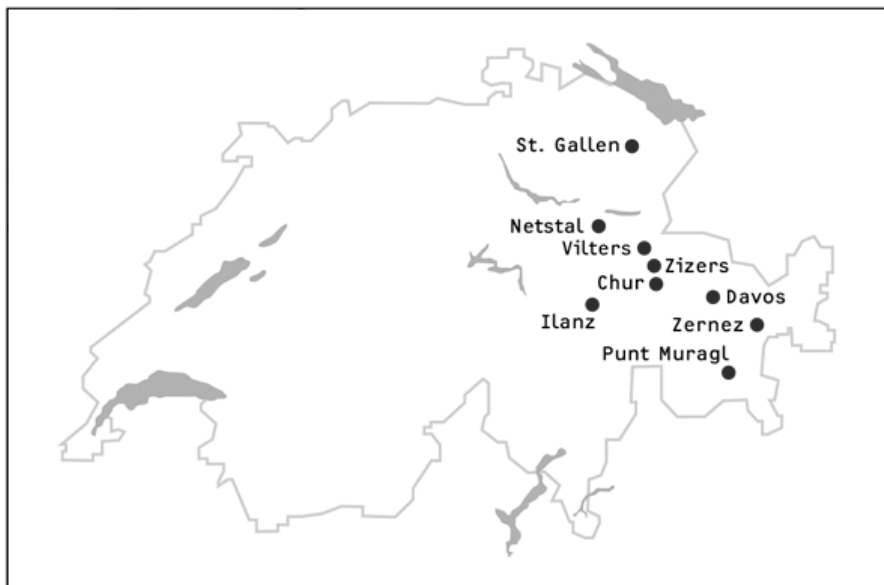 St. Gallen
Netstal
Vilters
Zizers
Chur
Davos
Ilanz
Zernez
Punt Muragl